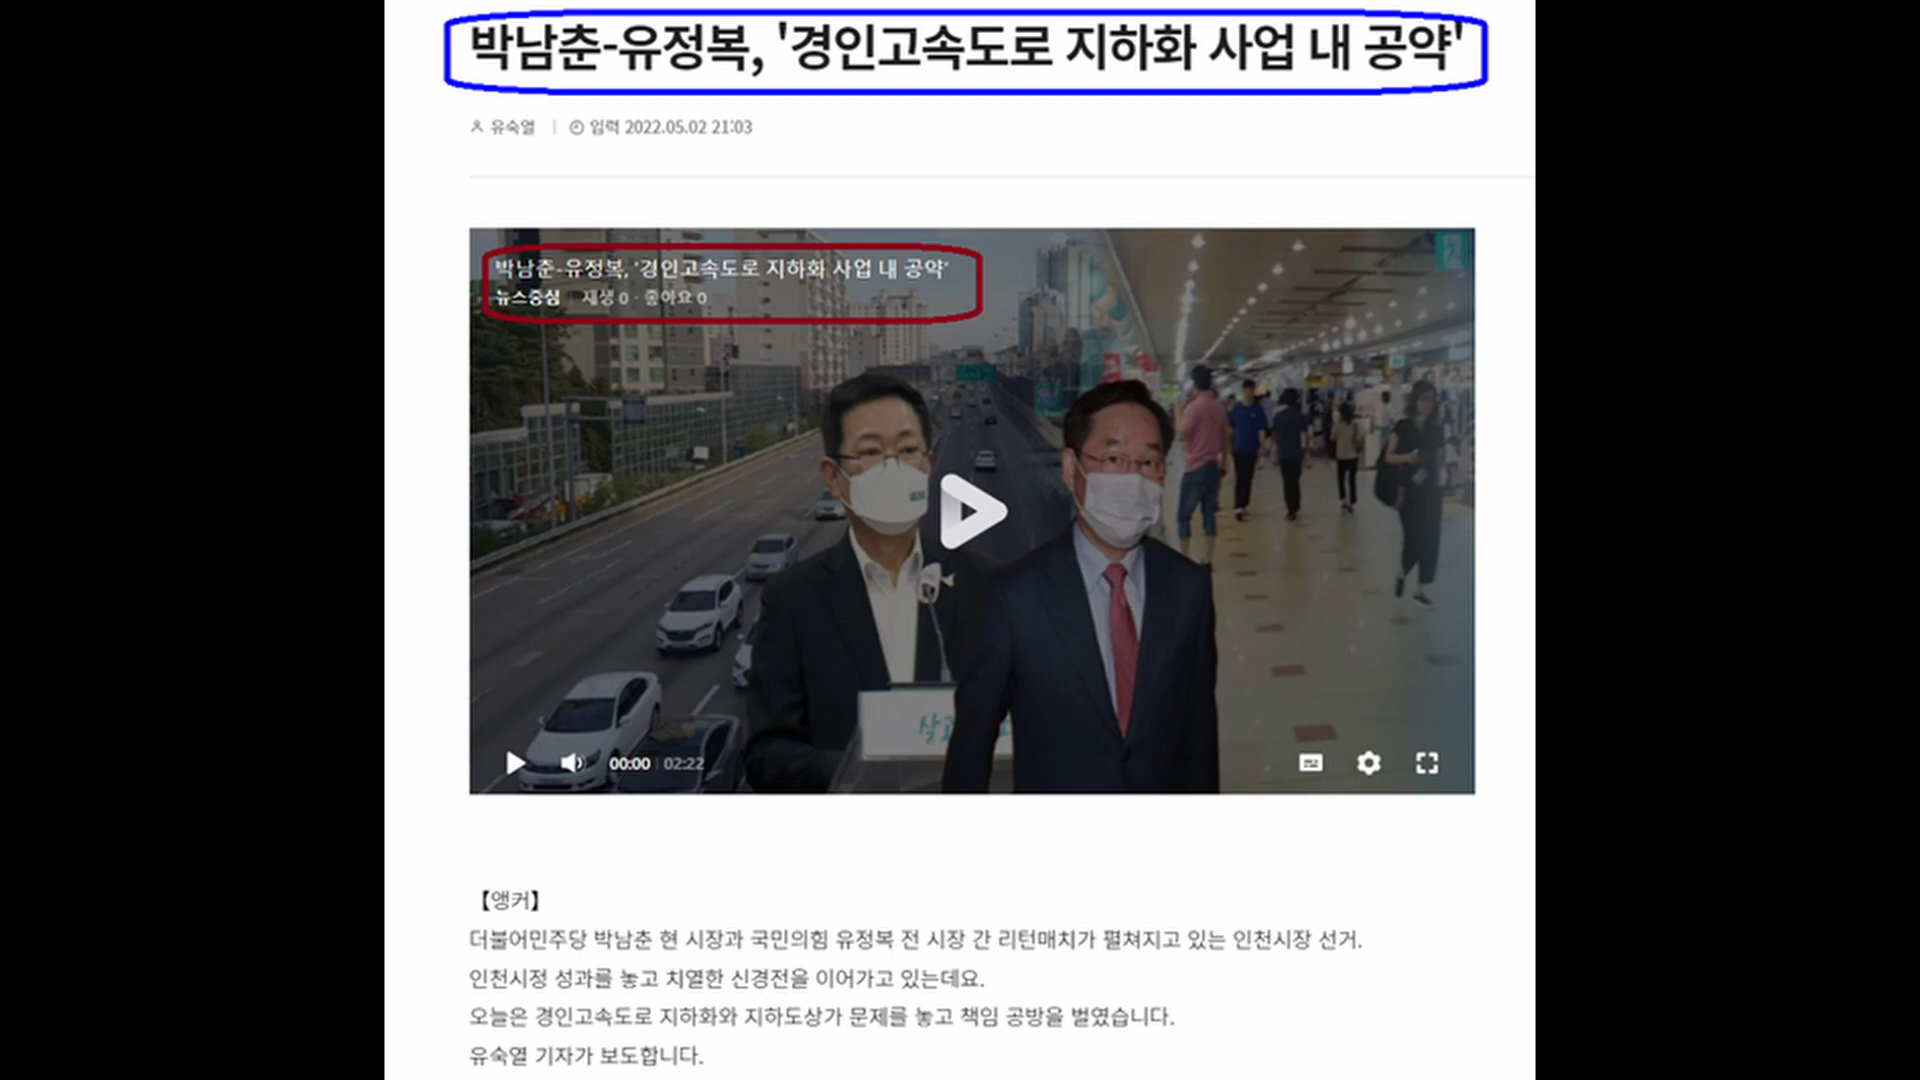 박남춘-유정복, '경인고속도로 지하화 사업 내 공약'
유숙열 | 입력 2022.05.02 21:03
박남춘-유정복, '경인고속도로 지하화 사업 내 공약'
뉴스중심 재생 0 · 좋아요 0
00:00 | 02:22
【앵커】
더불어민주당 박남춘 현 시장과 국민의힘 유정복 전 시장 간 리턴매치가 펼쳐지고 있는 인천시장 선거.
인천시정 성과를 놓고 치열한 신경전을 이어가고 있는데요.
오늘은 경인고속도로 지하화와 지하도상가 문제를 놓고 책임 공방을 벌였습니다.
유숙열 기자가 보도합니다.